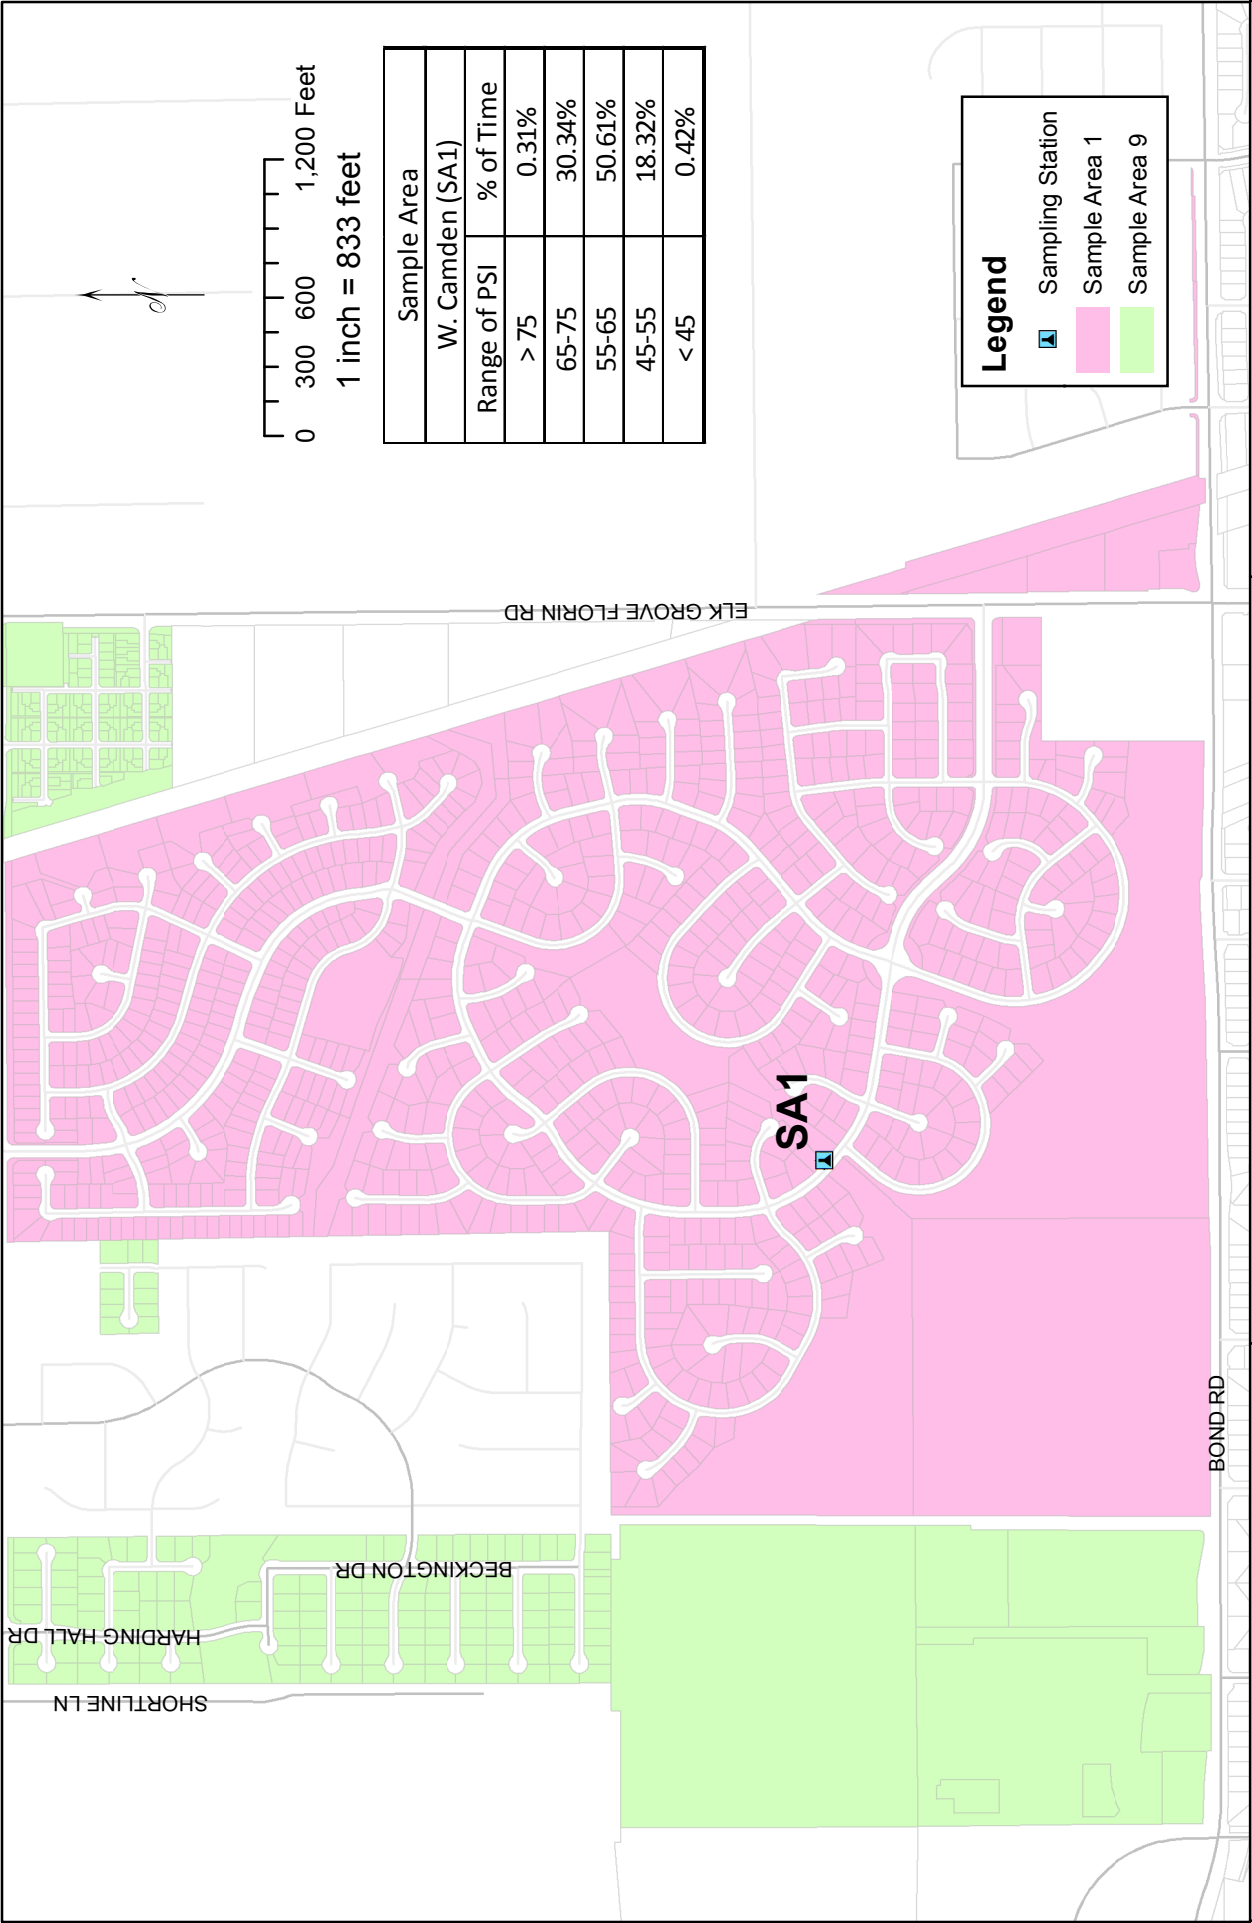 N
0 300 600 1,200 Feet
1 inch = 833 feet
Sample Area
W. Camden (SA1)
Range of PSI % of Time
> 75 0.31%
65-75 30.34%
55-65 50.61%
45-55 18.32%
< 45 0.42%
ELK GROVE FLORIN RD
SA1
BECKINGTON DR
HARDING HALL DR
SHORTLINE LN
BOND RD
Legend
Sampling Station
Sample Area 1
Sample Area 9